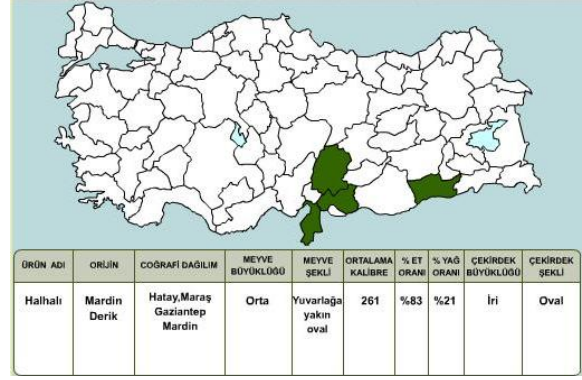 ÜRÜN ADI
ORİJİN
COĞRAFİ DAĞILIM
MEYVE
BÜYÜKLÜĞÜ
MEYVE
ŞEKLİ
ORTALAMA
KALİBRE
% ET
ORANI
% YAĞ
ORANI
ÇEKİRDEK
BÜYÜKLÜĞÜ
ÇEKİRDEK
ŞEKLİ
Halhalı
Mardin
Derik
Hatay,Maraş
Gaziantep
Mardin
Orta
Yuvarlağa
yakın
oval
261
%83
%21
İri
Oval